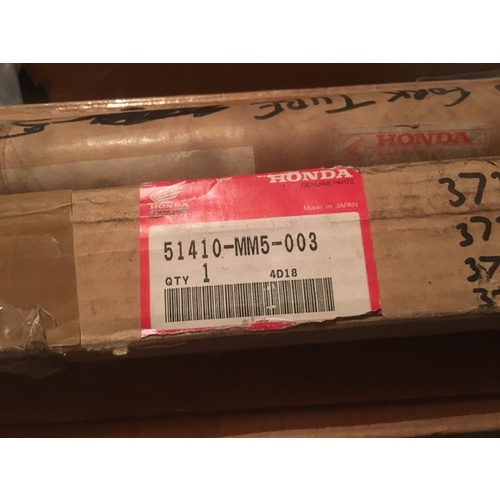 FORK TUBE
HONDA
HONDA
GENUINE PARTS
HONDA
Made in JAPAN
51410-MM5-003
QTY 1
4D18
37
37
37